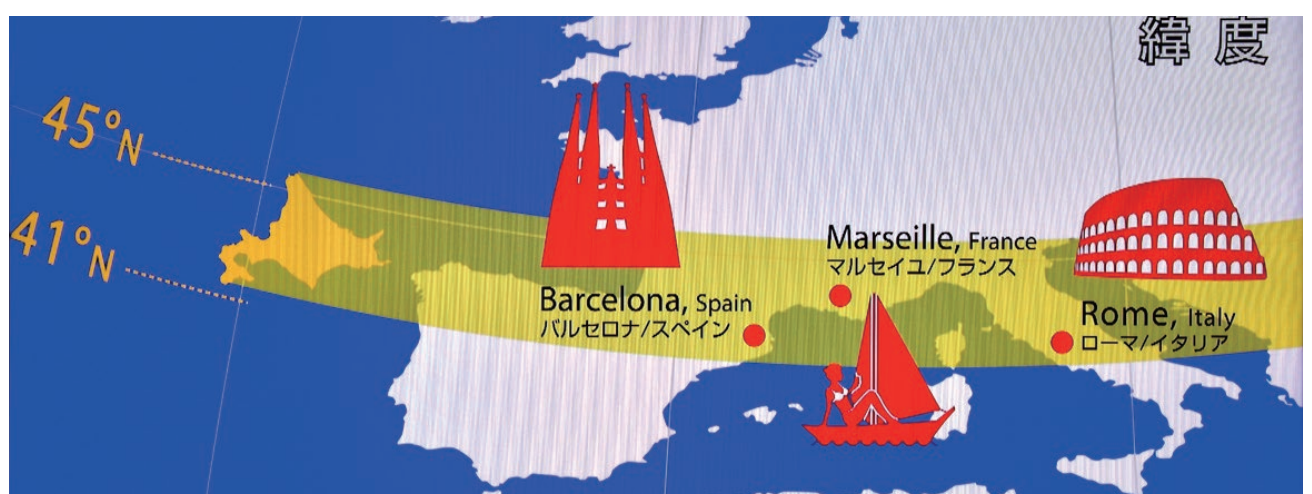 緯度
45°N
41°N
Marseille, France
マルセイユ/フランス
Barcelona, Spain
バルセロナ/スペイン
Rome, Italy
ローマ/イタリア